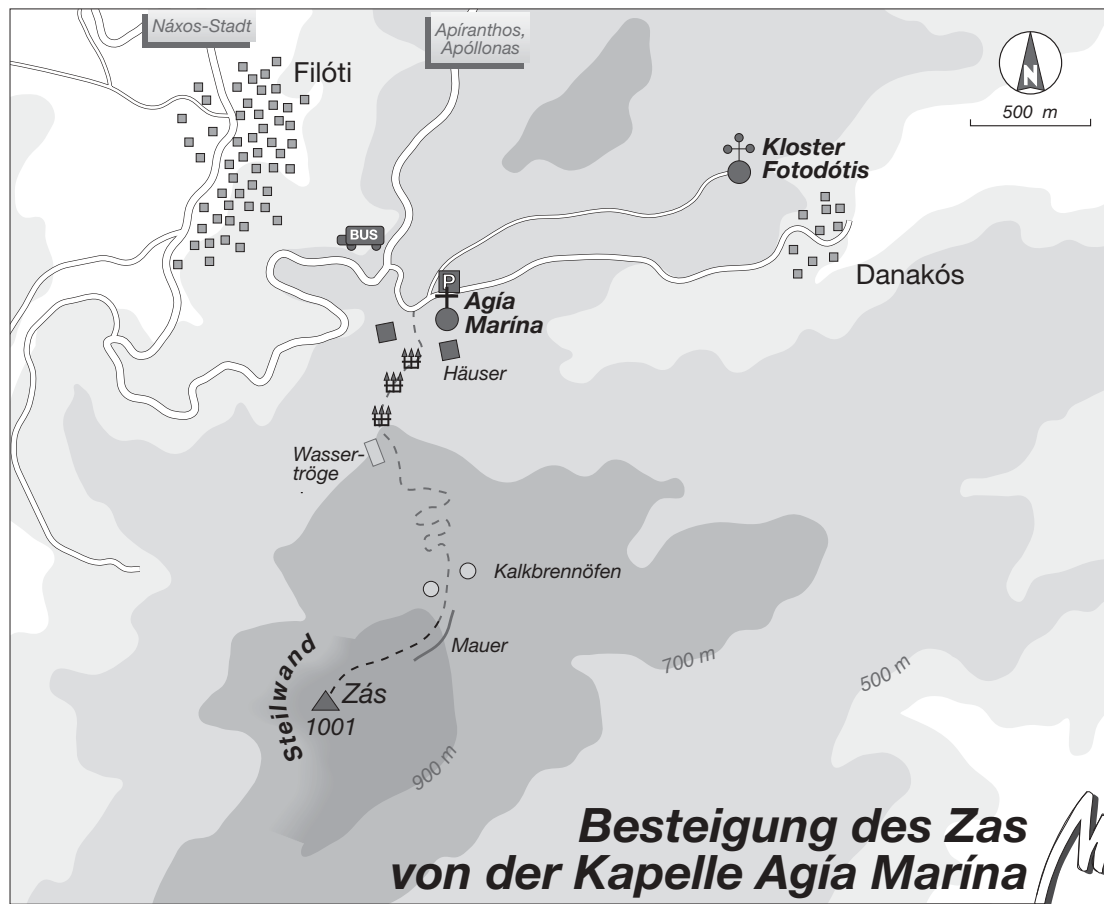 Náxos-Stadt
Apíranthos,
Apóllonas
Filóti
N
500 m
Kloster
Fotodótis
BUS
Danakós
P
Agía
Marína
Häuser
Wasser-
tröge
Kalkbrennöfen
Mauer
700 m
500 m
Steilwand
Zás
1001
900 m
Besteigung des Zas
von der Kapelle Agía Marína